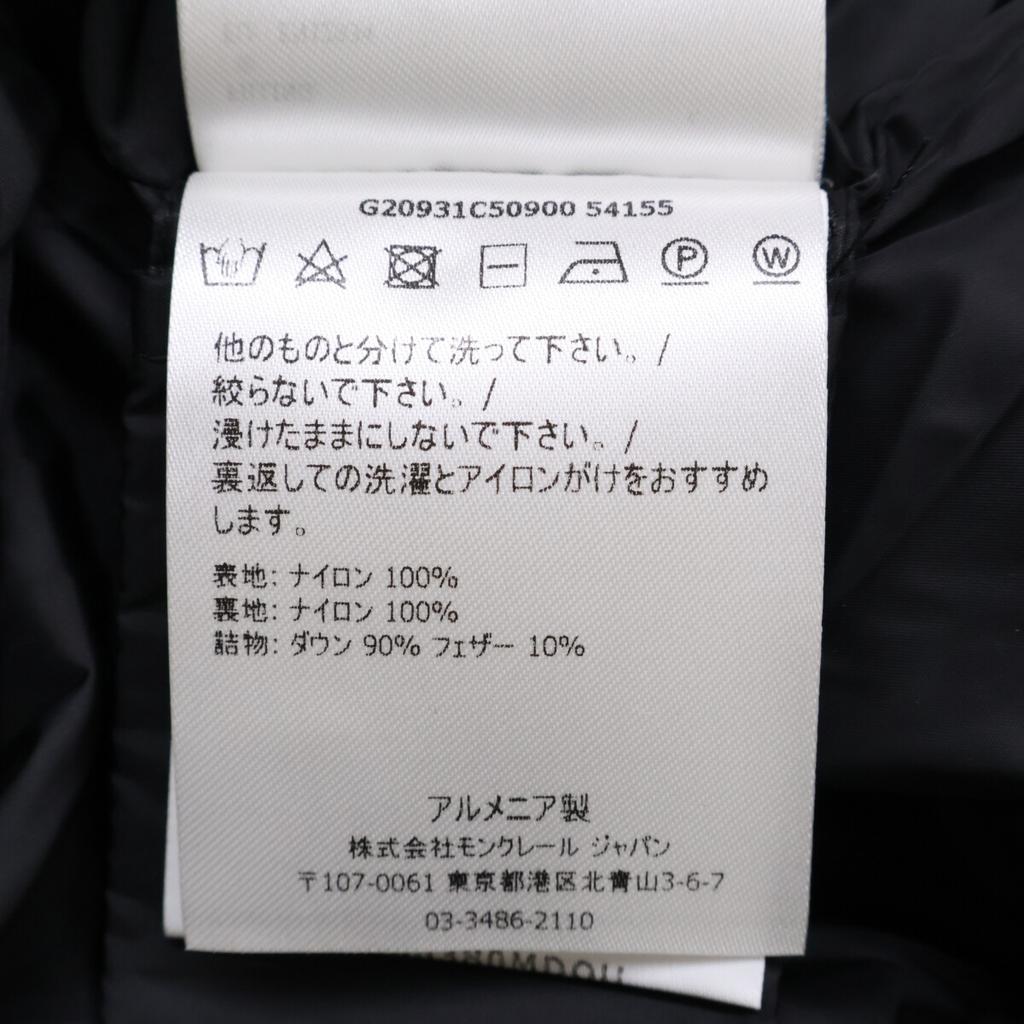 G20931C50900 54155
P W
他のものと分けて洗って下さい。/
絞らないで下さい。/
浸けたままにしないで下さい。/
裏返しての洗濯とアイロンがけをおすすめ
します。
表地: ナイロン 100%
裏地: ナイロン 100%
詰物: ダウン 90% フェザー 10%
アルメニア製
株式会社モンクレール ジャパン
〒107-0061 東京都港区北青山3-6-7
03-3486-2110